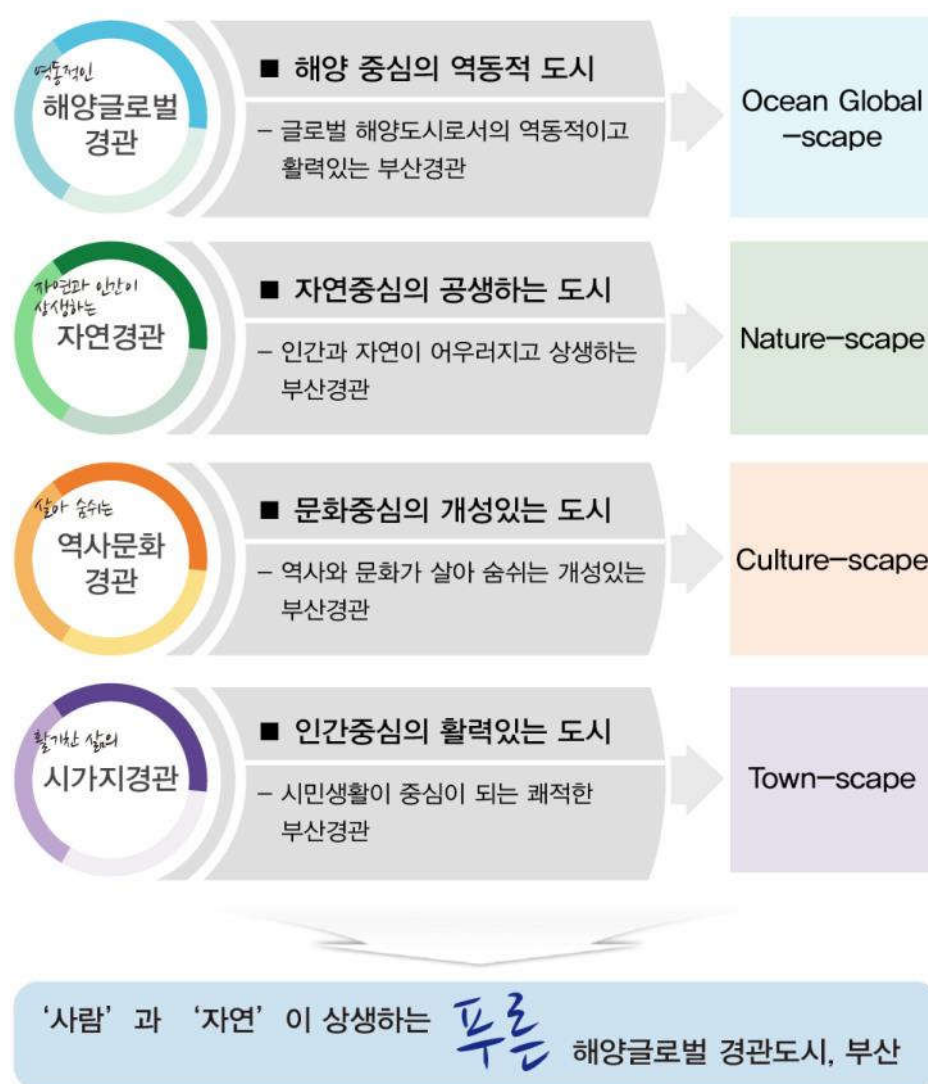 역동적인
해양글로벌
경관
■ 해양 중심의 역동적 도시
- 글로벌 해양도시로서의 역동적이고
활력있는 부산경관
Ocean Global
-scape
자연과 인간이
상생하는
자연경관
■ 자연중심의 공생하는 도시
- 인간과 자연이 어우러지고 상생하는
부산경관
Nature-scape
살아 숨쉬는
역사문화
경관
■ 문화중심의 개성있는 도시
- 역사와 문화가 살아 숨쉬는 개성있는
부산경관
Culture-scape
활기찬 삶의
시가지경관
■ 인간중심의 활력있는 도시
- 시민생활이 중심이 되는 쾌적한
부산경관
Town-scape
‘사람’ 과 ‘자연’ 이 상생하는 푸른 해양글로벌 경관도시, 부산